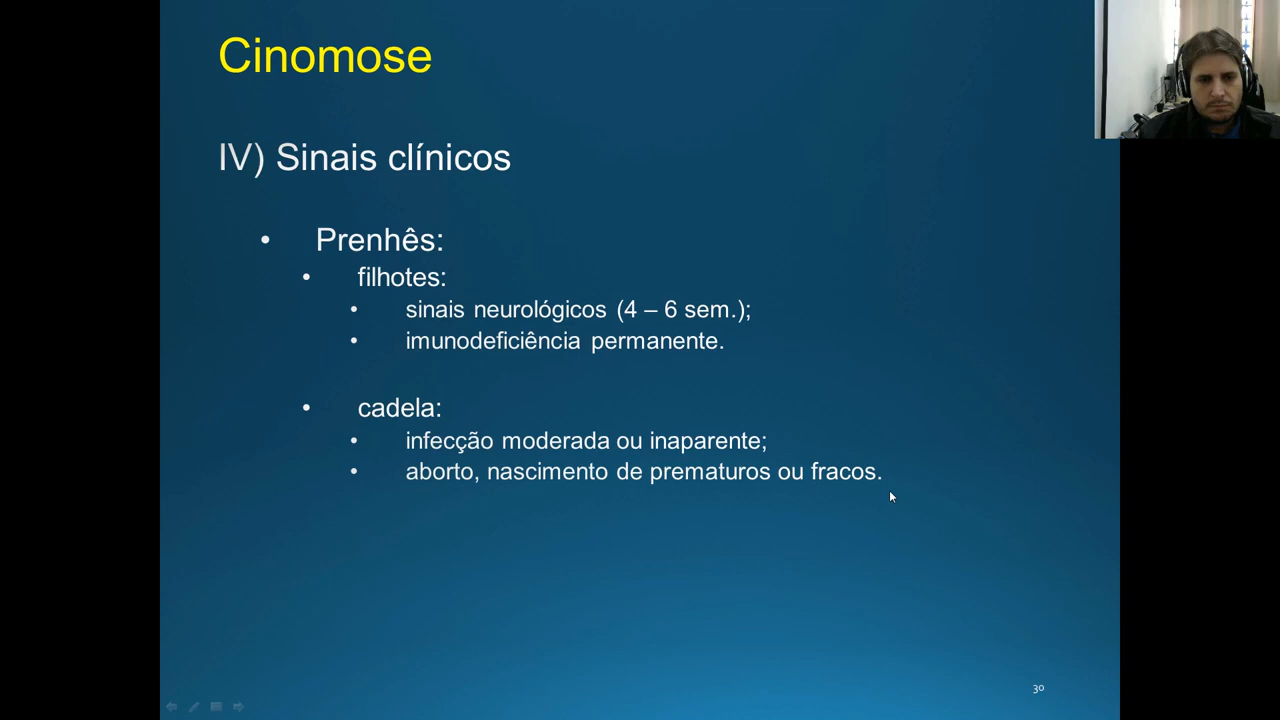 Cinomose
IV) Sinais clínicos
• Prenhês:
• filhotes:
• sinais neurológicos (4 – 6 sem.);
• imunodeficiência permanente.
• cadela:
• infecção moderada ou inaparente;
• aborto, nascimento de prematuros ou fracos.
30